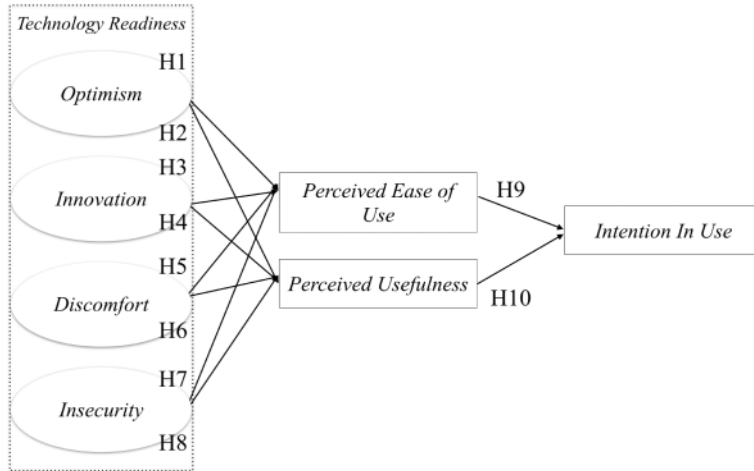 Technology Readiness
H1
Optimism
H2
H3
Innovation
H4
H5
Discomfort
H6
H7
Insecurity
H8
Perceived Ease of
Use
Perceived Usefulness
H9
H10
Intention In Use